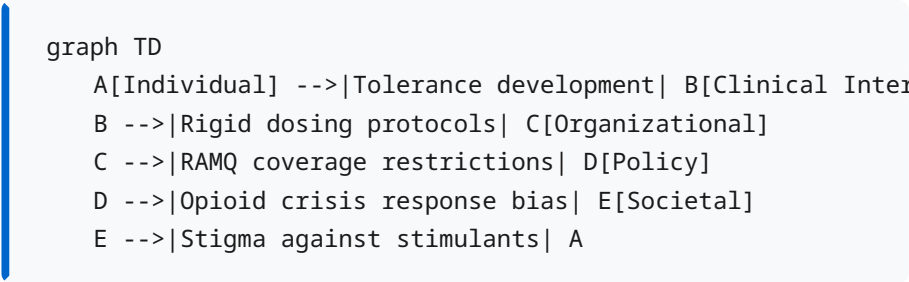 graph TD
A[Individual] -->|Tolerance development| B[Clinical Inter
B -->|Rigid dosing protocols| C[Organizational]
C -->|RAMQ coverage restrictions| D[Policy]
D -->|Opioid crisis response bias| E[Societal]
E -->|Stigma against stimulants| A